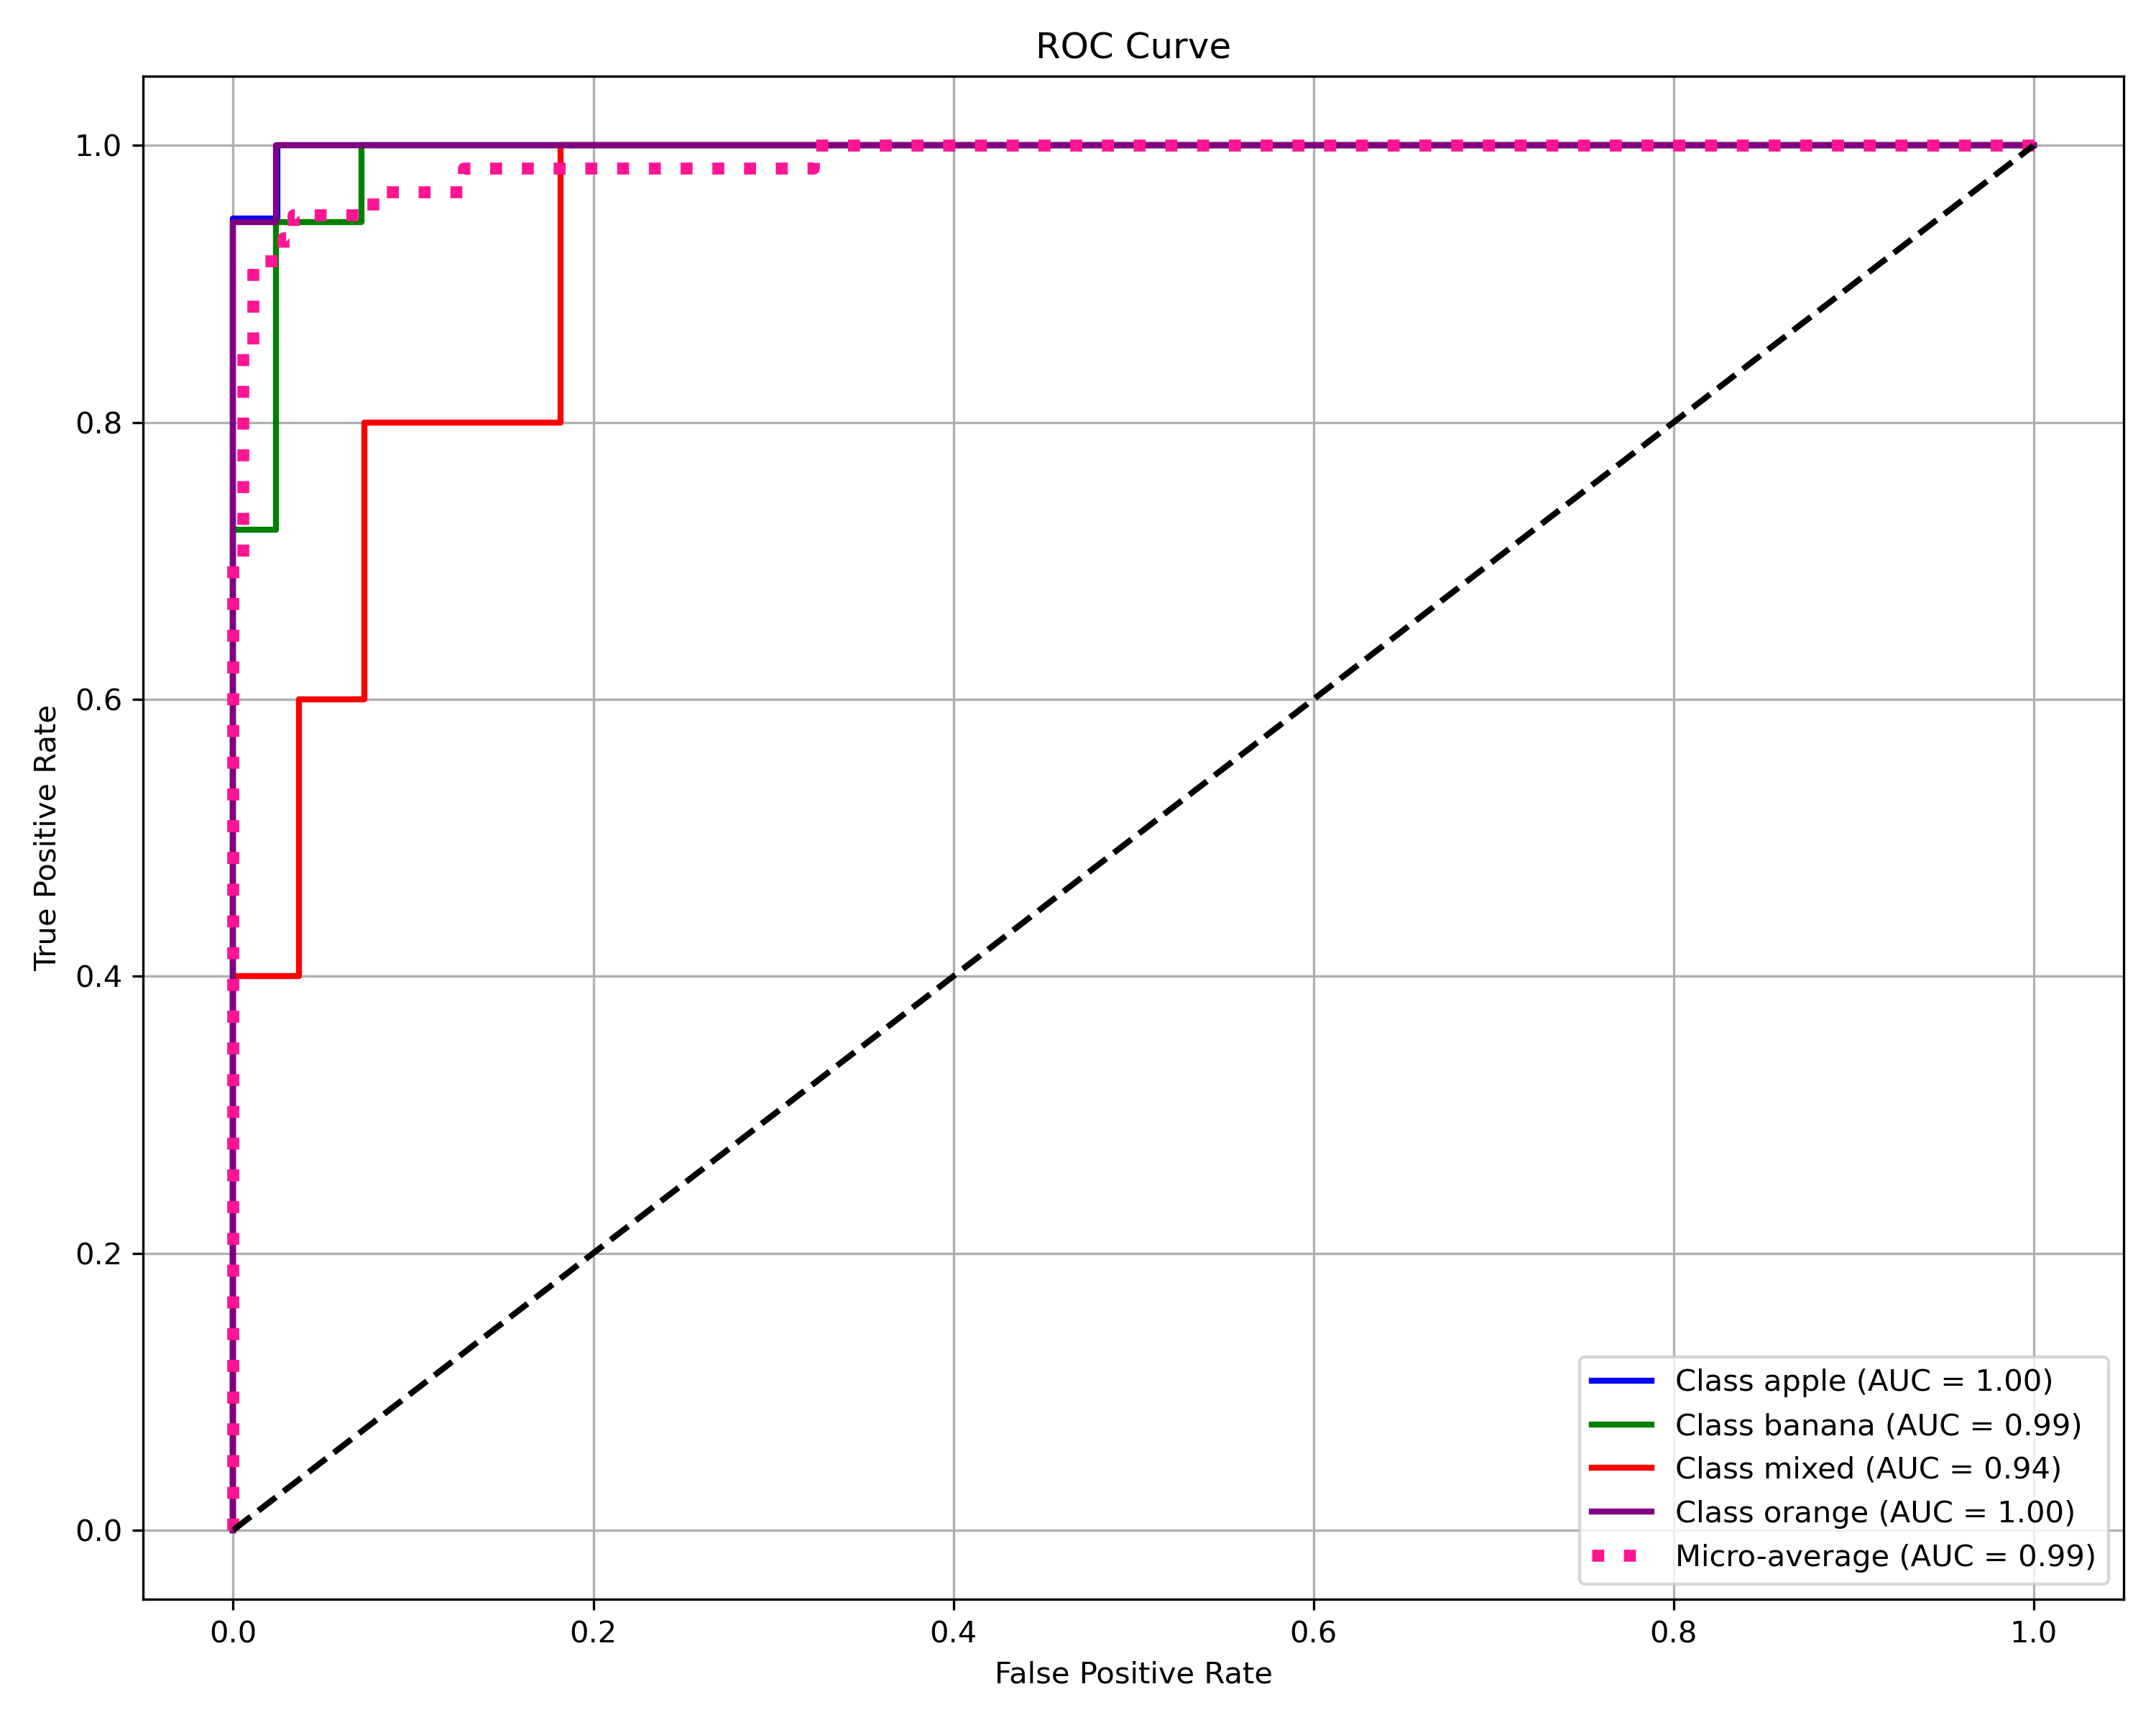 ROC Curve
True Positive Rate
1.0
0.8
0.6
0.4
0.2
0.0
0.0 0.2 0.4 0.6 0.8 1.0
False Positive Rate
Class apple (AUC = 1.00)
Class banana (AUC = 0.99)
Class mixed (AUC = 0.94)
Class orange (AUC = 1.00)
Micro-average (AUC = 0.99)